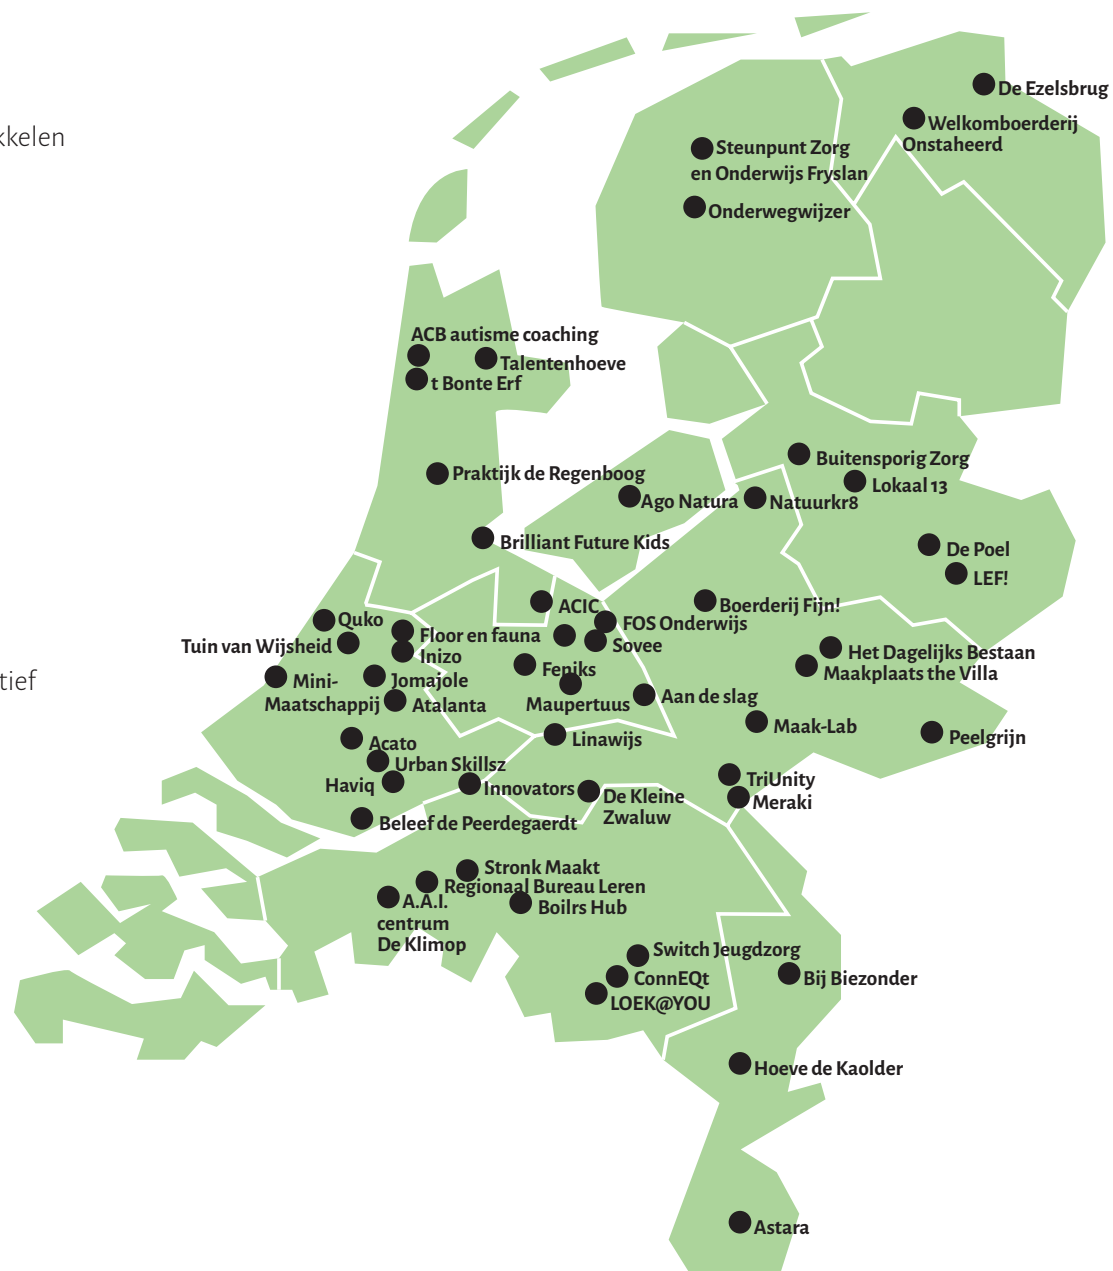 De Ezelsbrug
Welkomboerderij
Onstaheerd
kkelen
Steunpunt Zorg
en Onderwijs Fryslan
Onderwegwijzer
ACB autisme coaching
Talentenhoeve
t Bonte Erf
Praktijk de Regenboog
Buitensporig Zorg
Lokaal 13
Ago Natura
Natuurkr8
Brilliant Future Kids
De Poel
LEF!
ACIC
Boerderij Fijn!
Quko
FOS Onderwijs
Floor en fauna
Tuin van Wijsheid
Sovee
Inizo
Het Dagelijks Bestaan
Feniks
Maakplaats the Villa
tief
Mini-
Maatschappij
Jomajole
Atalanta
Maupertuus
Aan de slag
Maak-Lab
Peelgrijn
Acato
Linawijs
Urban Skillsz
Haviq
Innovators
TriUnity
De Kleine
Zwaluw
Meraki
Beleef de Peerdegaerdt
Stronk Maakt
Regionaal Bureau Leren
A.A.I.
centrum
De Klimop
Boilrs Hub
Switch Jeugdzorg
ConnEQt
Bij Biezonder
LOEK@YOU
Hoeve de Kaolder
Astara